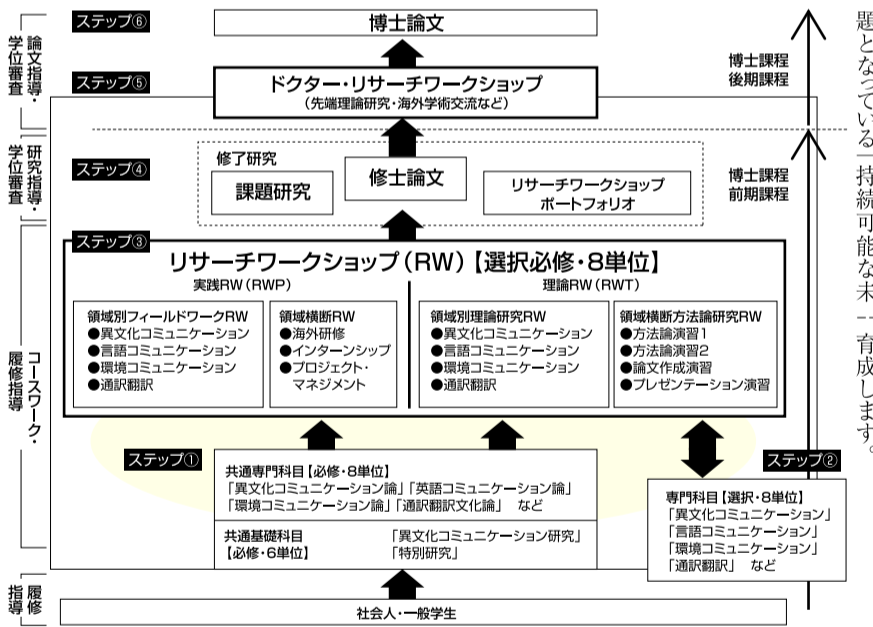 ステップ⑥
博士論文
ステップ⑤
ドクター・リサーチワークショップ
（先端理論研究・海外学術交流など）
博士課程
後期課程
論文指導・
学位審査
ステップ④
修了研究
課題研究
修士論文
リサーチワークショップ
ポートフォリオ
博士課程
前期課程
研究指導・
学位審査
ステップ③
リサーチワークショップ（RW）【選択必修・8単位】
実践RW（RWP）
理論RW（RWT）
領域別フィールドワークRW
●異文化コミュニケーション
●言語コミュニケーション
●環境コミュニケーション
●通訳翻訳
領域横断RW
●海外研修
●インターンシップ
●プロジェクト・
マネジメント
領域別理論研究RW
●異文化コミュニケーション
●言語コミュニケーション
●環境コミュニケーション
●通訳翻訳
領域横断方法論研究RW
●方法論演習1
●方法論演習2
●論文作成演習
●プレゼンテーション演習
コースワーク・
履修指導
ステップ①
共通専門科目【必修・8単位】
「異文化コミュニケーション論」「英語コミュニケーション論」
「環境コミュニケーション論」「通訳翻訳文化論」　など
共通基礎科目
【必修・6単位】
「異文化コミュニケーション研究」
「特別研究」
ステップ②
専門科目【選択・8単位】
「異文化コミュニケーション」
「言語コミュニケーション」
「環境コミュニケーション」
「通訳翻訳」　など
履修
指導
社会人・一般学生
題となっている「持続可能な未
育成します。